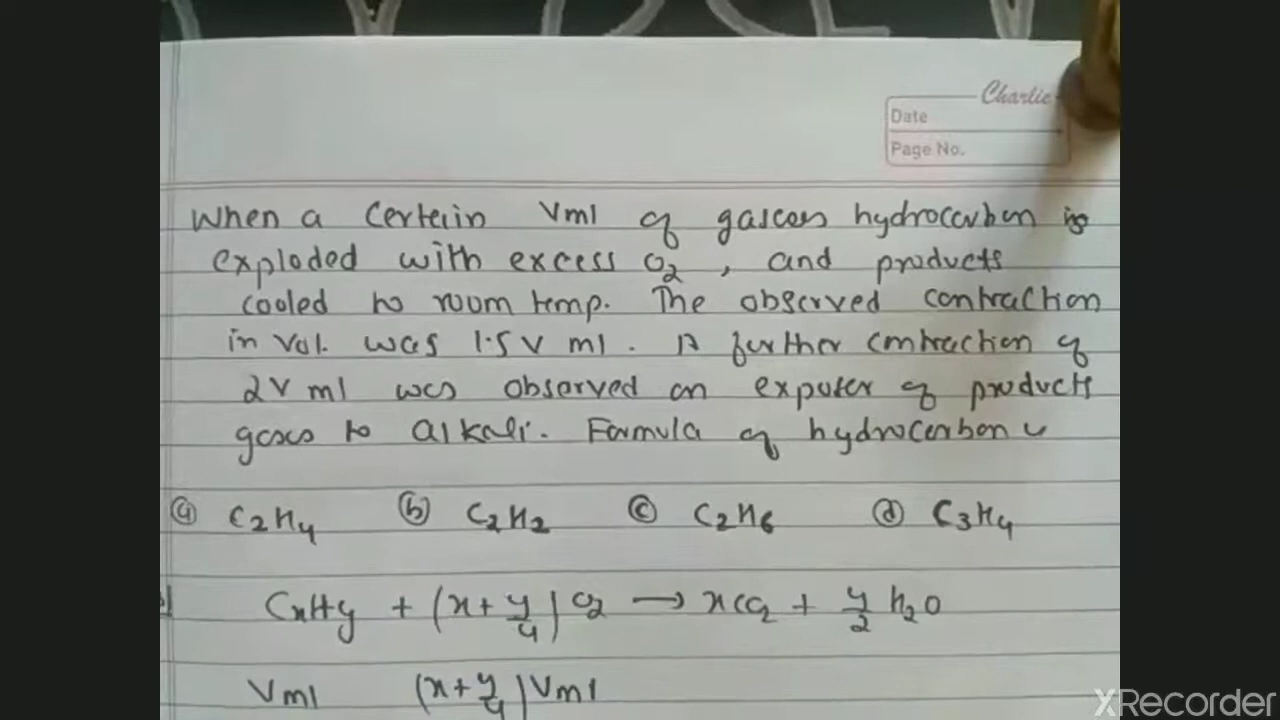 Charlie
Date
Page No.
When a certain Vml of gaseous hydrocarbon is
exploded with excess O2 , and products
cooled to room temp. The observed contraction
in Vol. was 1.5 V ml . A further contraction of
2V ml was observed on of products
gases to alkali. Formula of hydrocarbon
(a) C2H4 (b) C2H2 (c) C2H6 (d) C3H4
CxHy + (x+y/4) O2 → xCO2 + y/2 H2O
Vml (x+y/4)Vml
XRecorder